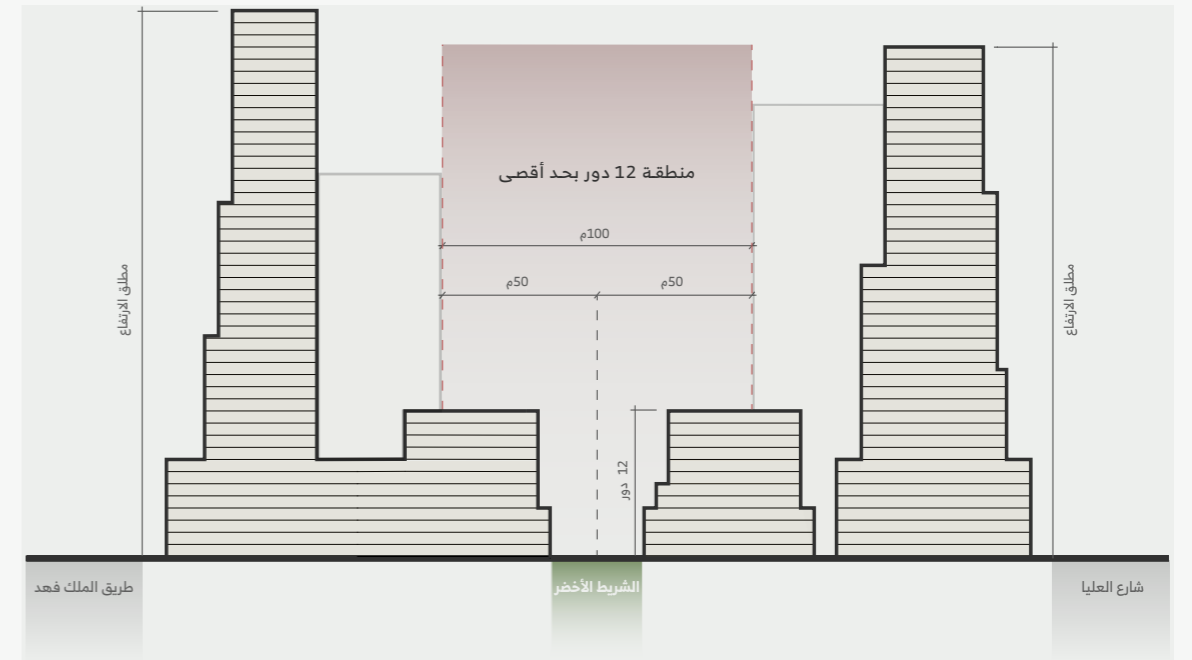 منطقة 12 دور بحد أقصى
100م
50م
50م
مطلق الارتفاع
مطلق الارتفاع
12 دور
شارع العليا
الشريط الأخضر
طريق الملك فهد